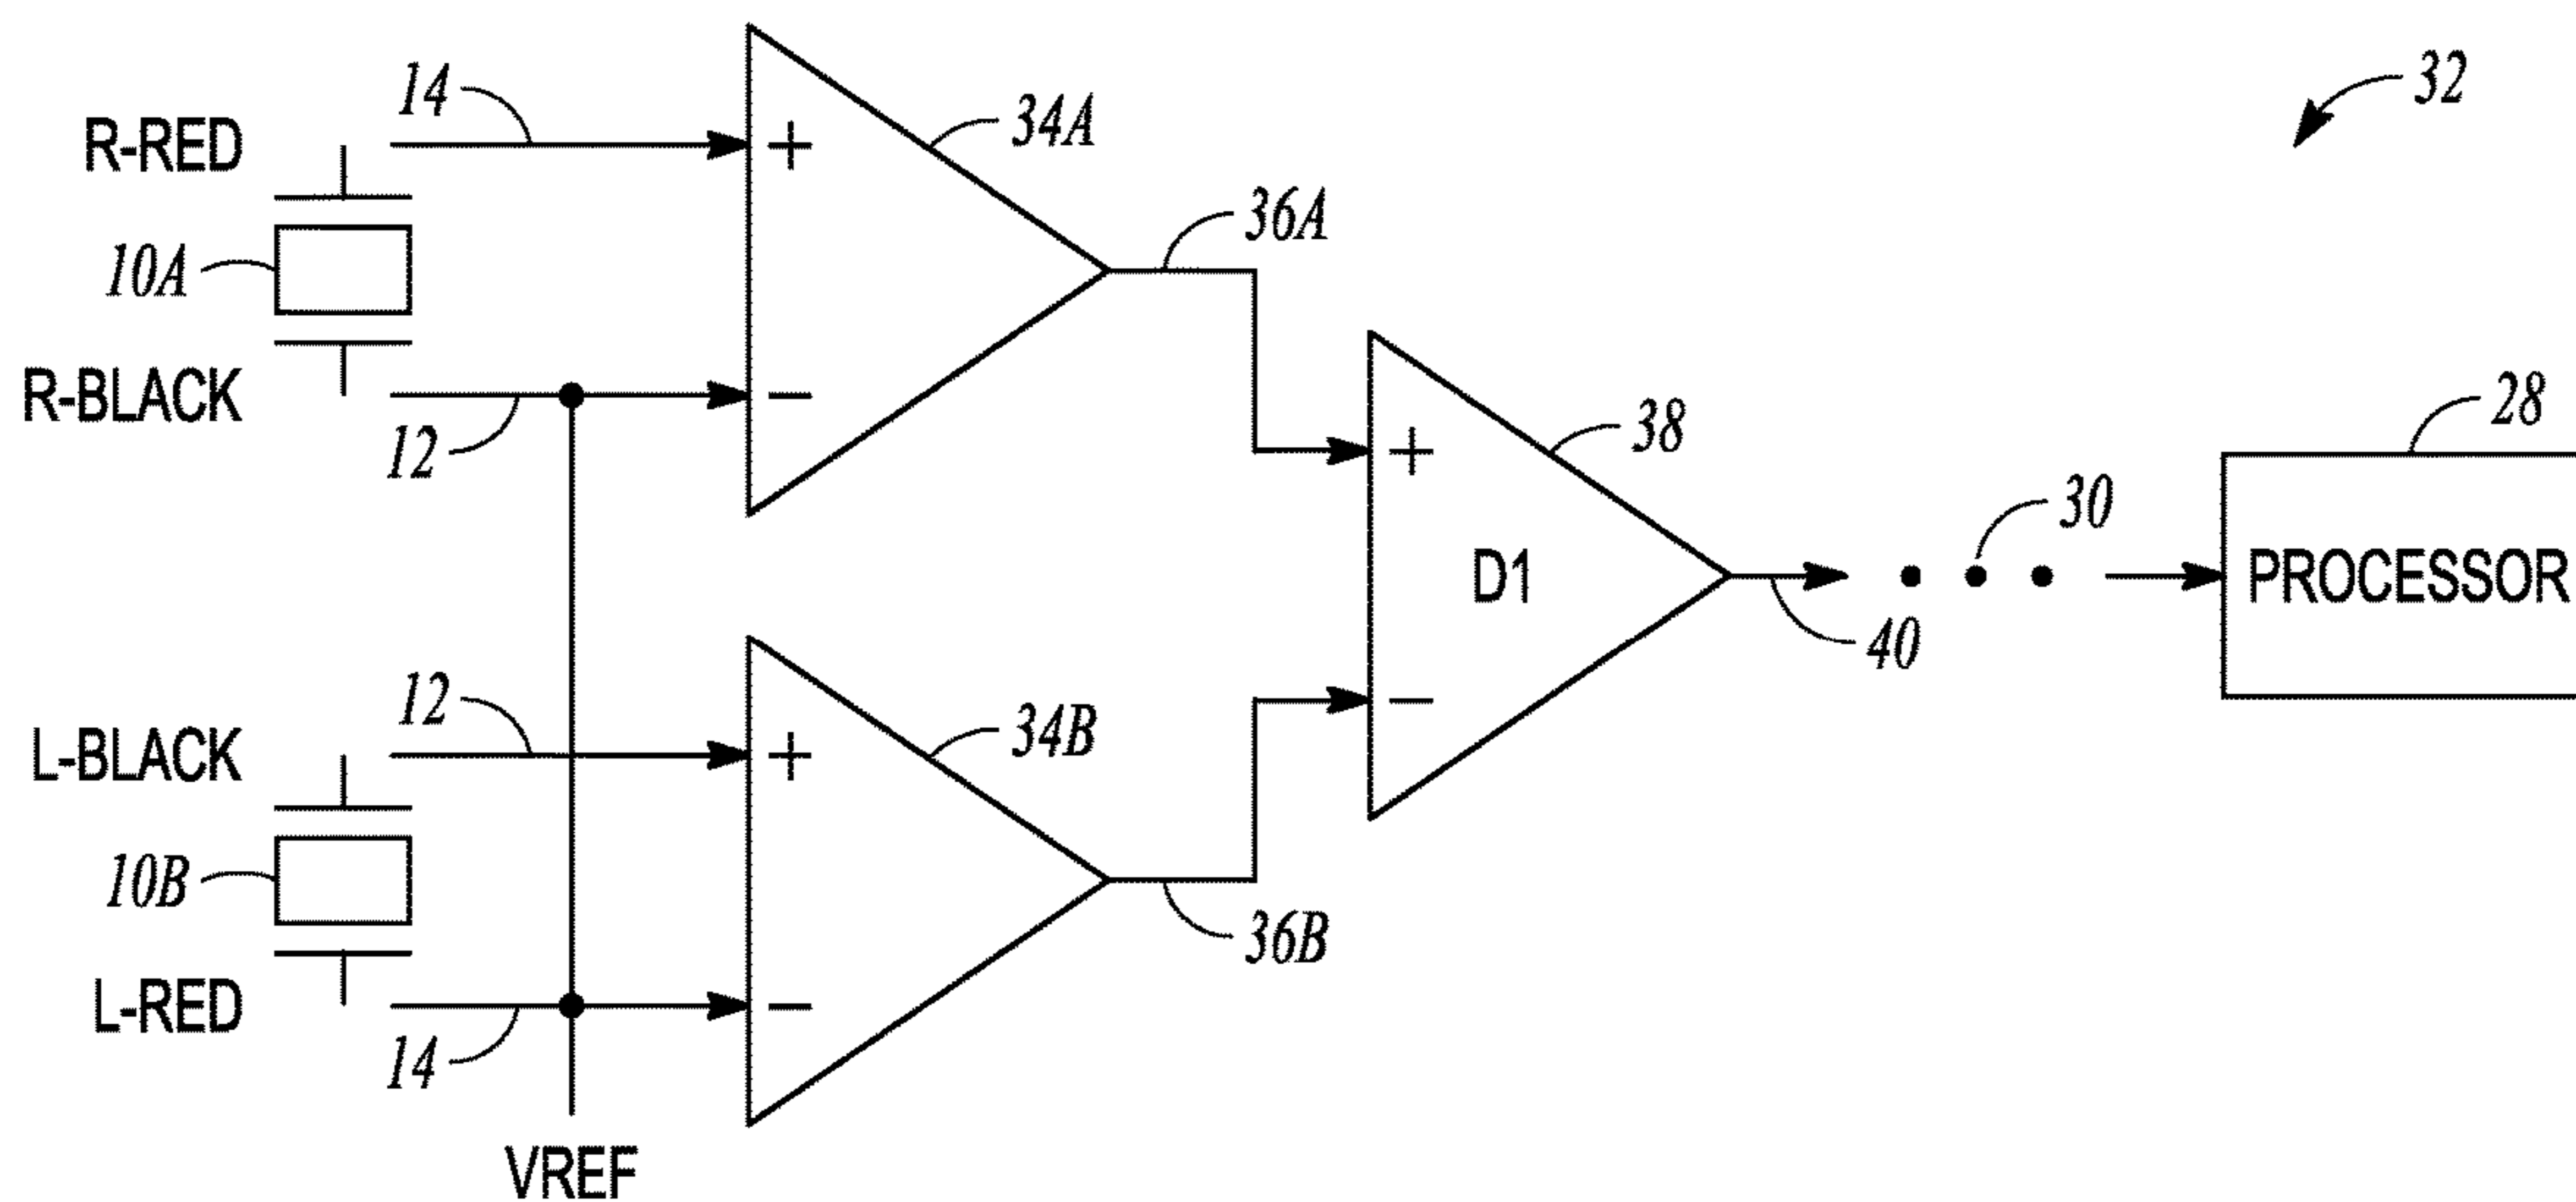 14
R-RED
34A
32
36A
10A
R-BLACK
12
38
28
30
D1
PROCESSOR
40
12
L-BLACK
34B
10B
36B
L-RED
14
VREF
+
−
+
−
+
−